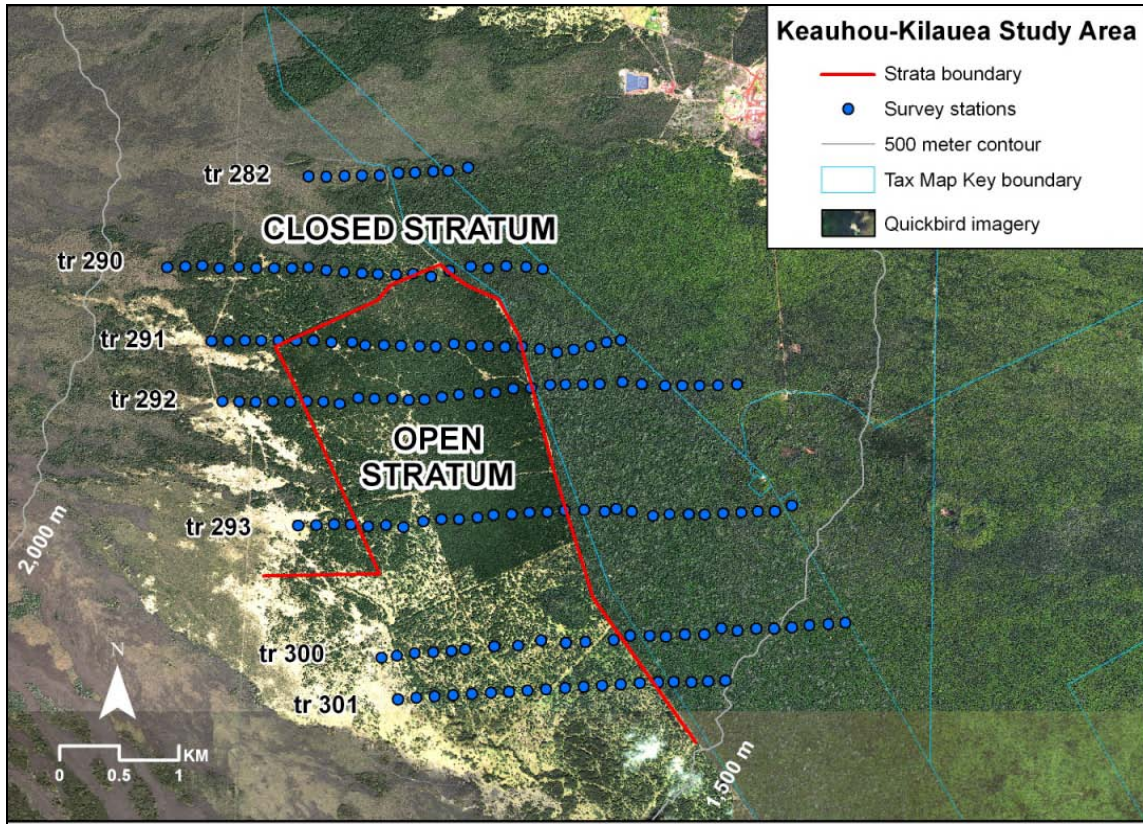 Keauhou-Kilauea Study Area
Strata boundary
Survey stations
500 meter contour
Tax Map Key boundary
Quickbird imagery
tr 282
CLOSED STRATUM
tr 290
tr 291
tr 292
OPEN
STRATUM
tr 293
2,000 m
tr 300
N
tr 301
KM
0 0.5 1
1,500 m